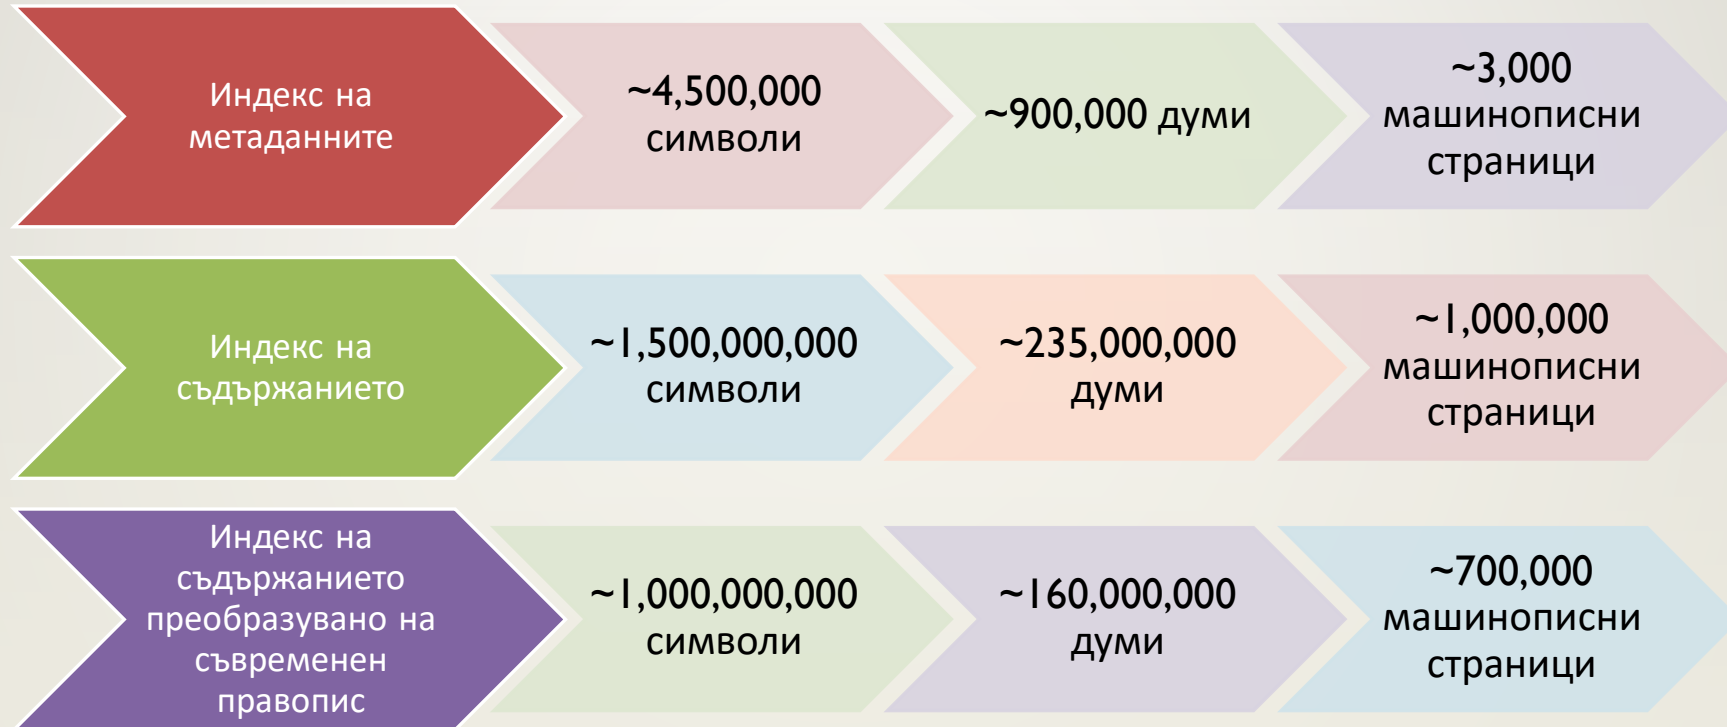 Индекс на
метаданните
~4,500,000
символи
~900,000 думи
~3,000
машинописни
страници
Индекс на
съдържанието
~1,500,000,000
символи
~235,000,000
думи
~1,000,000
машинописни
страници
Индекс на
съдържанието
преобразувано на
съвременен
правопис
~1,000,000,000
символи
~160,000,000
думи
~700,000
машинописни
страници